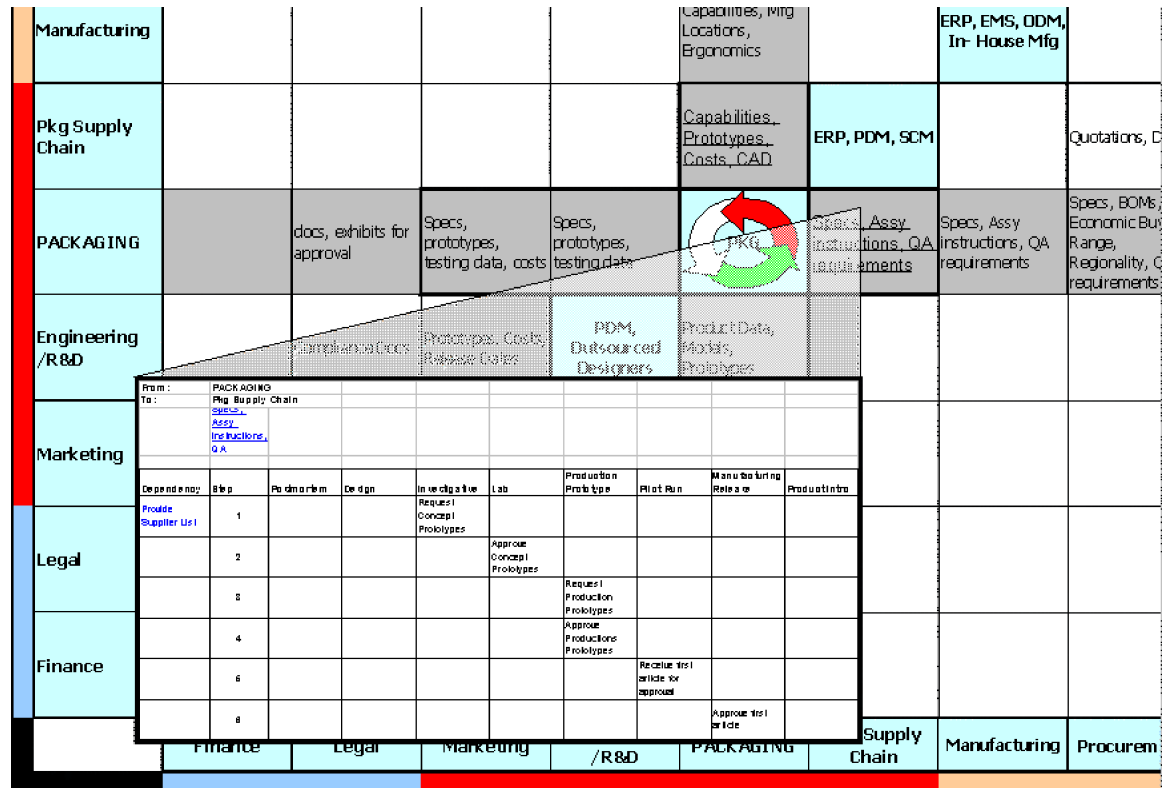 Manufacturing
Capabilities, Mfg
Locations,
Ergonomics
ERP, EMS, ODM,
In- House Mfg
Pkg Supply
Chain
Capabilities,
Prototypes,
Costs, CAD
ERP, PDM, SCM
Quotations, D
PACKAGING
docs, exhibits for
approval
Specs,
prototypes,
testing data, costs
Specs,
prototypes,
testing data
PKG
Specs, Assy
instructions, QA
requirements
Specs, Assy
instructions, QA
requirements
Specs, BOMs,
Economic Buy
Range,
Regionality, C
requirements
Engineering
/R&D
Compliance Docs
Prototypes, Costs,
Release Dates
PDM,
Outsourced
Designers
Product Data,
Models,
Prototypes
Marketing
Legal
Finance
From:
PACKAGING
To:
Pkg Supply Chain
Specs,
Assy
Instructions,
QA
Dependency
Step
Postmortem
Design
Investigative
Lab
Production
Prototype
Pilot Run
Manufacturing
Release
Product Intro
Provide
Supplier List
1
Request
Concept
Prototypes
2
Approve
Concept
Prototypes
3
Request
Production
Prototypes
4
Approve
Productions
Prototypes
5
Receive first
article for
approval
6
Approve first
article
Finance
Legal
Marketing
/R&D
PACKAGING
Supply
Chain
Manufacturing
Procurem